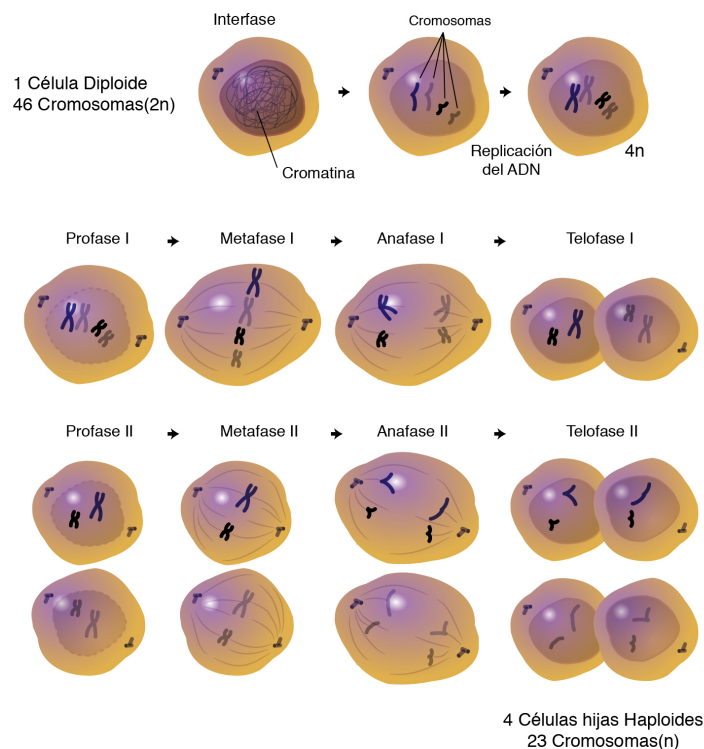 Interfase
Cromosomas
1 Célula Diploide
46 Cromosomas(2n)
Cromatina
Replicación
del ADN
4n
Profase I
Metafase I
Anafase I
Telofase I
Profase II
Metafase II
Anafase II
Telofase II
4 Células hijas Haploides
23 Cromosomas(n)